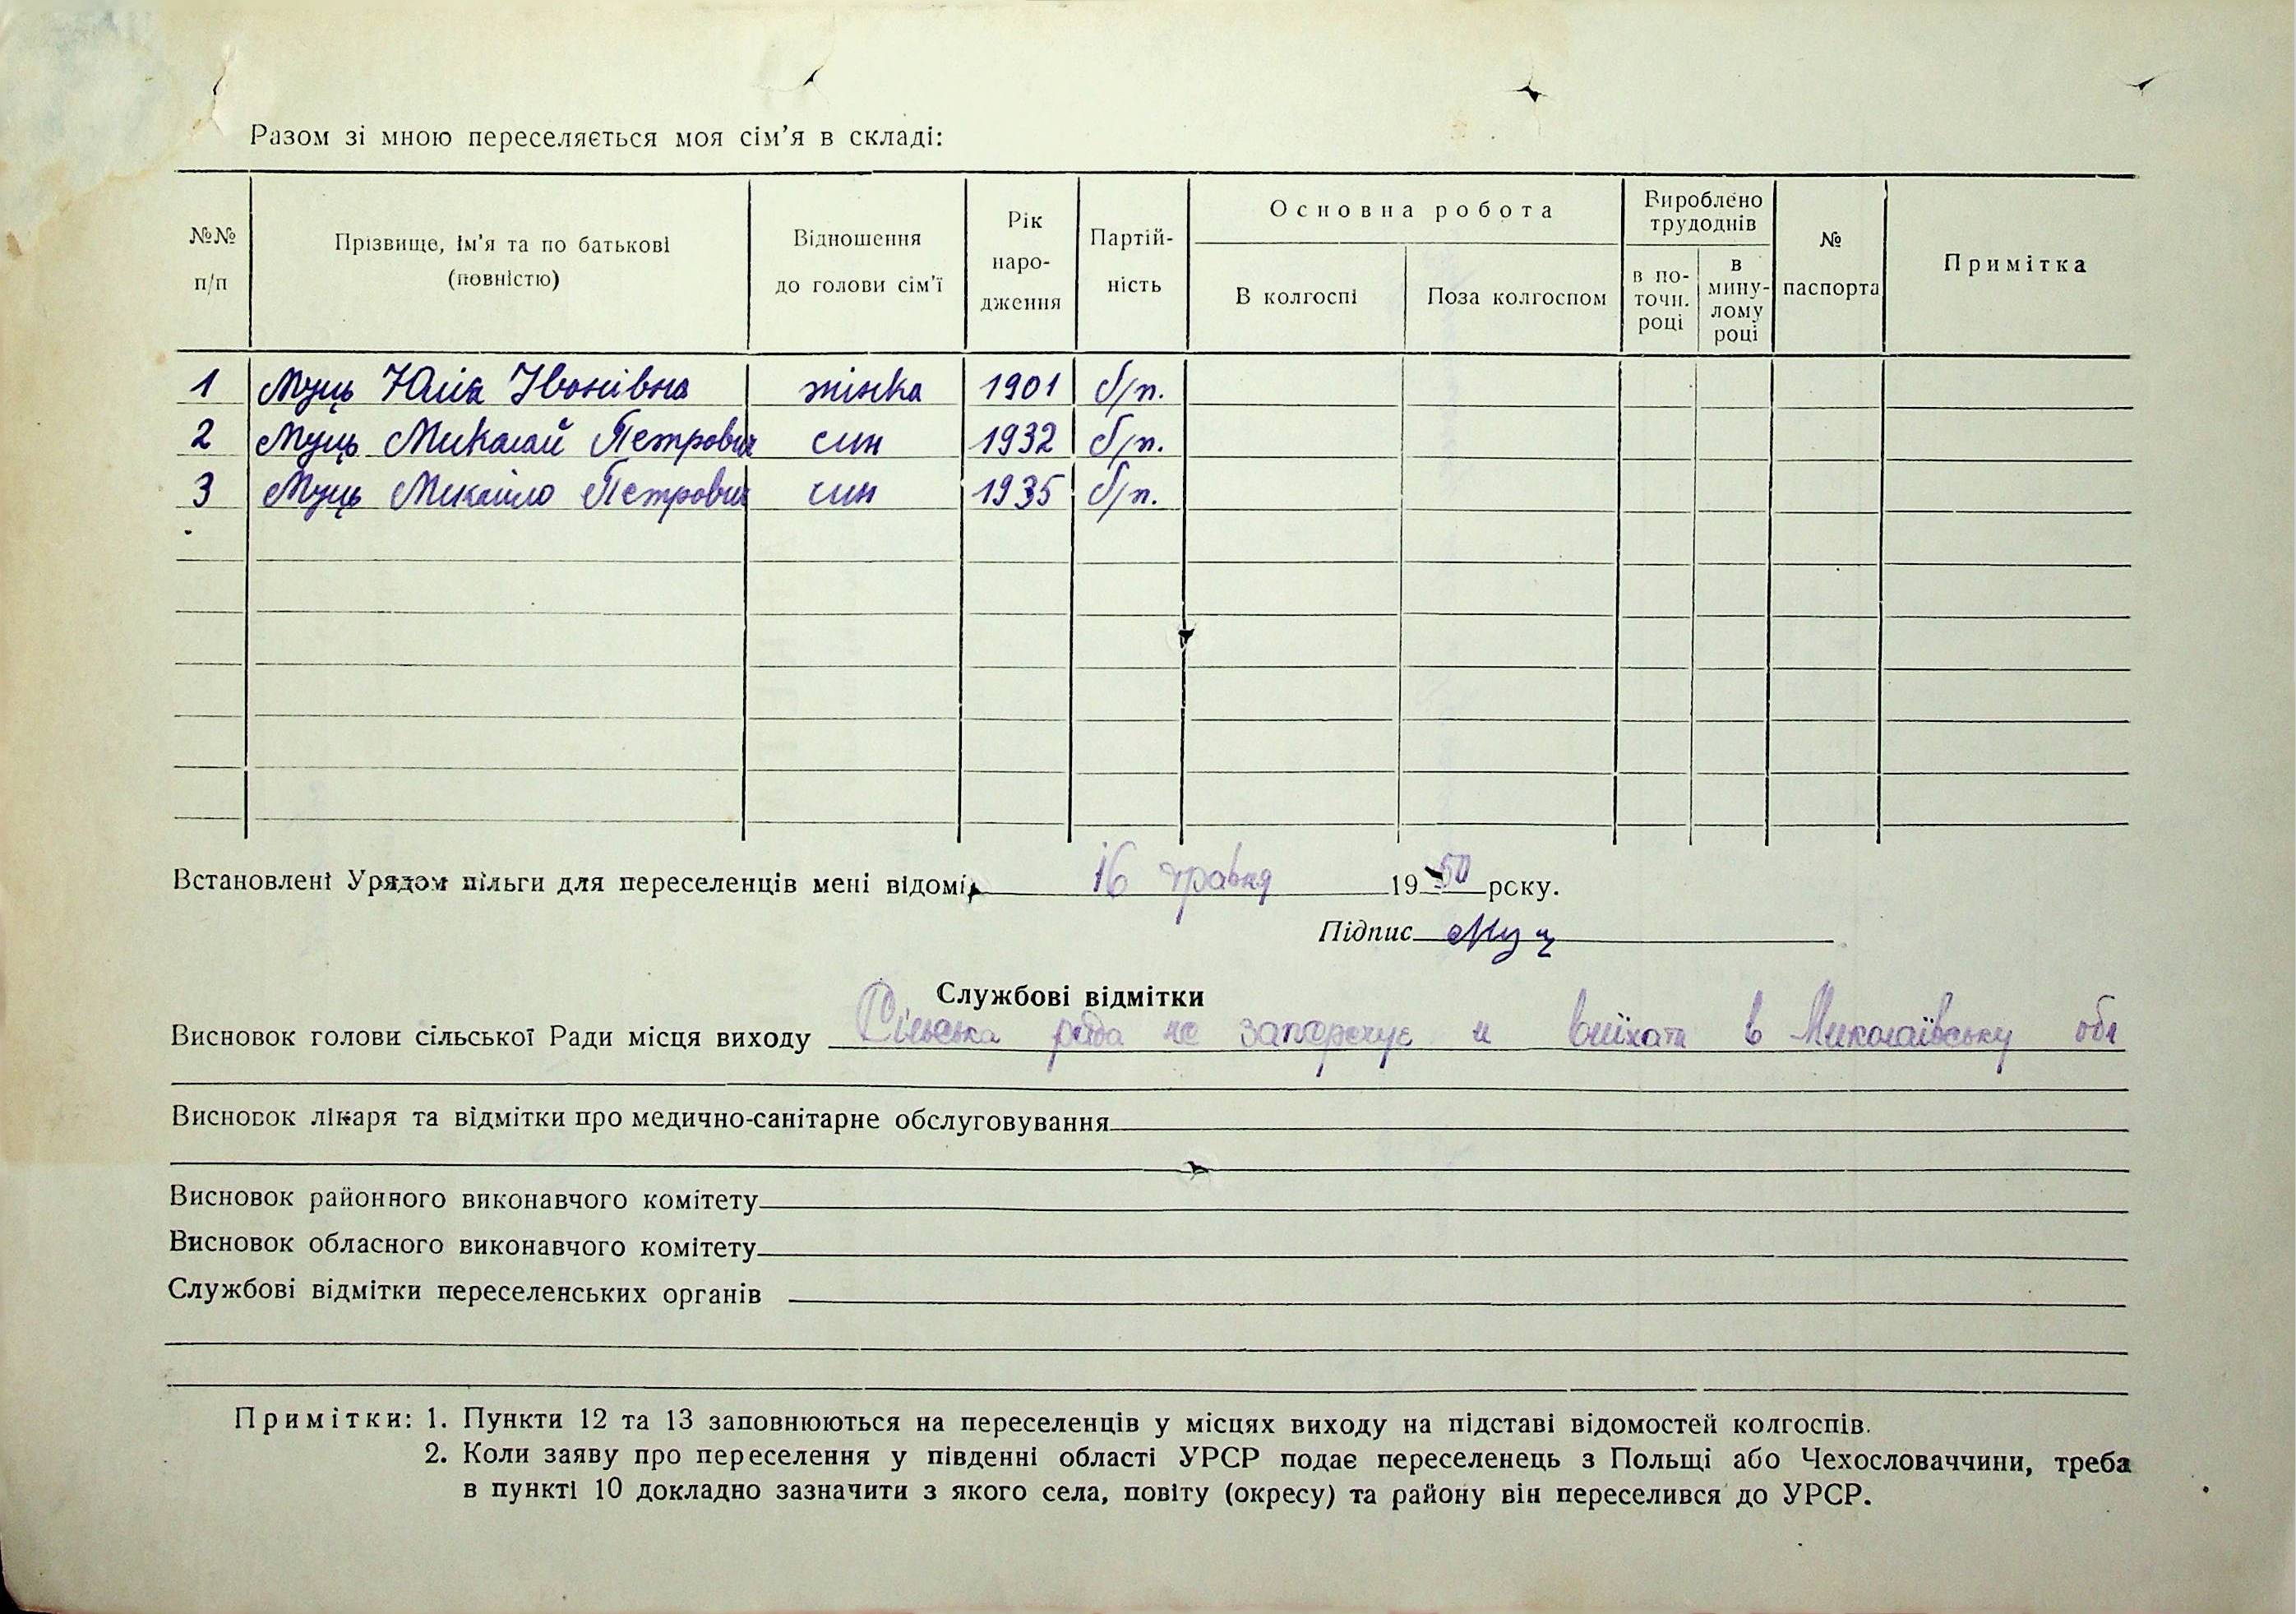 Разом зі мною переселяється моя сім'я в складі:
№№ п/п
Прізвище, ім'я та по батькові (повністю)
Відношення до голови сім'ї
Рік народження
Партійність
Основна робота
В колгоспі
Поза колгоспом
Вироблено трудоднів
в поточн. році
в минулому році
№ паспорта
Примітка
1 Муць Юлія Іванівна жінка 1901 б/п.
2 Муць Миколай Петрович син 1932 б/п.
3 Муць Михайло Петрович син 1935 б/п.
Встановлені Урядом пільги для переселенців мені відомі 16 травня 1950 року.
Підпис Муц
Службові відмітки
Висновок голови сільської Ради місця виходу Сільська рада не заперечує и виїхати в Миколаївську обл
Висновок лікаря та відмітки про медично-санітарне обслуговування
Висновок районного виконавчого комітету
Висновок обласного виконавчого комітету
Службові відмітки переселенських органів
Примітки: 1. Пункти 12 та 13 заповнюються на переселенців у місцях виходу на підставі відомостей колгоспів.
2. Коли заяву про переселення у південні області УРСР подає переселенець з Польщі або Чехословаччини, треба
в пункті 10 докладно зазначити з якого села, повіту (окресу) та району він переселився до УРСР.